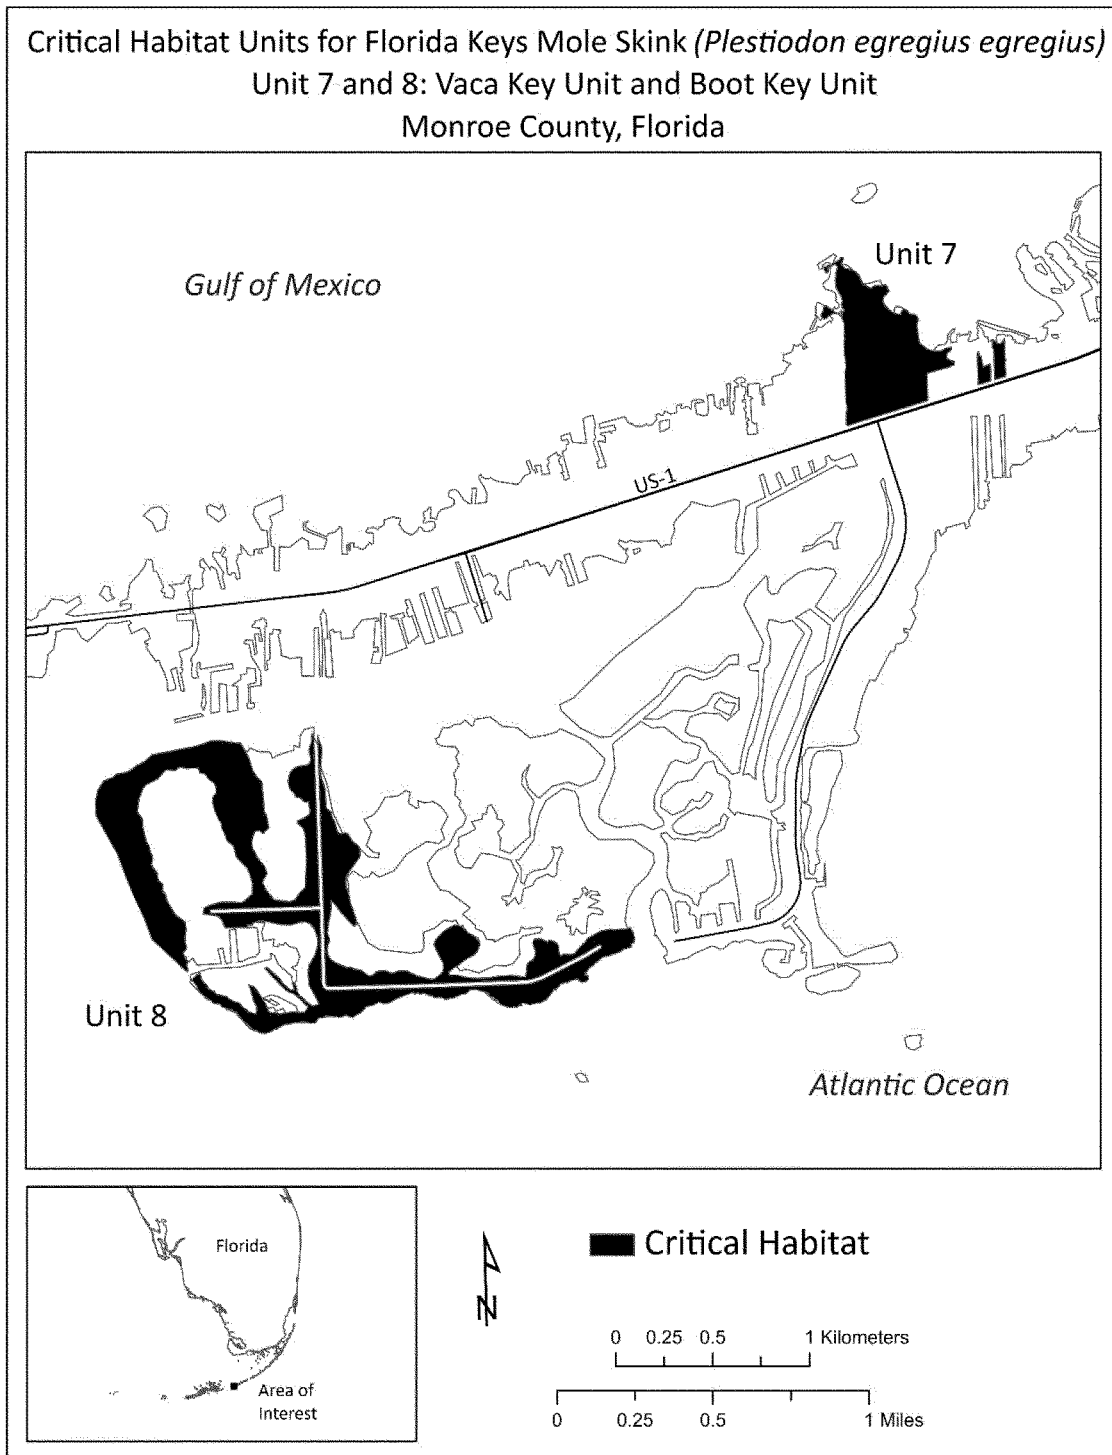 Critical Habitat Units for Florida Keys Mole Skink (Plestiodon egregius egregius)
Unit 7 and 8: Vaca Key Unit and Boot Key Unit
Monroe County, Florida
Unit 7
Gulf of Mexico
US-1
Unit 8
Atlantic Ocean
Florida
Area of
Interest
N
Critical Habitat
0 0.25 0.5 1 Kilometers
0 0.25 0.5 1 Miles